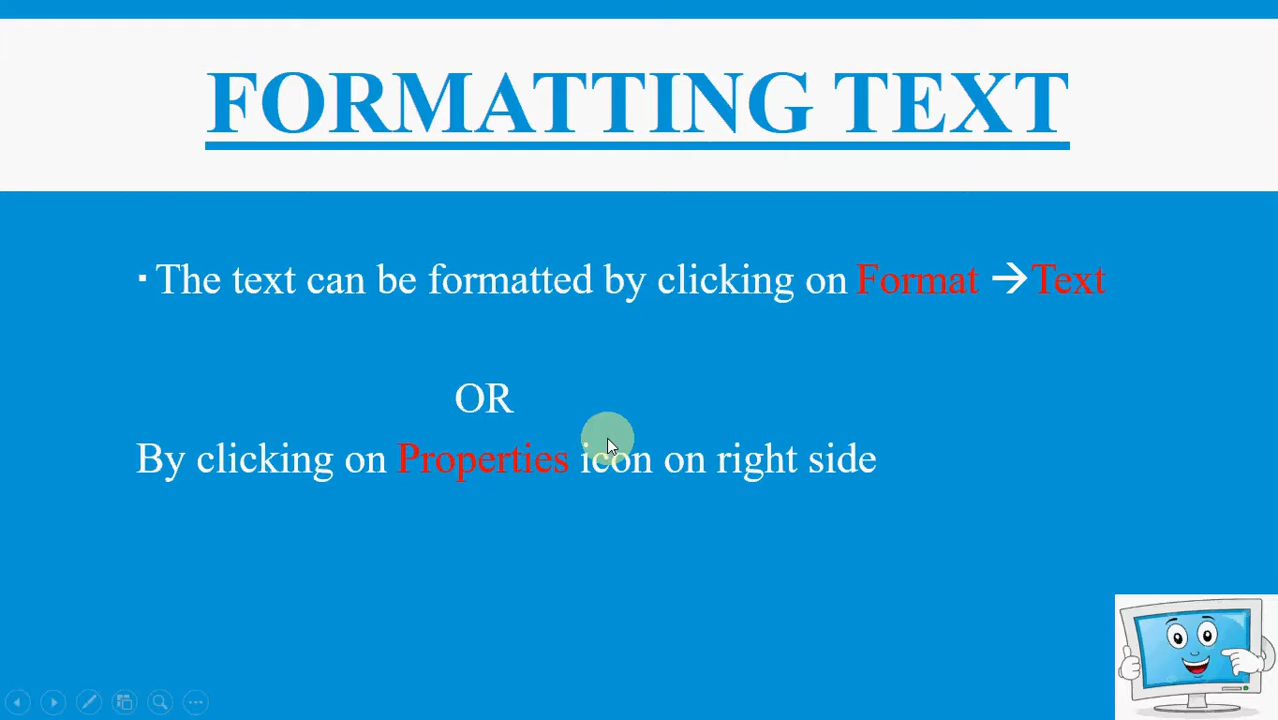 FORMATTING TEXT
▪ The text can be formatted by clicking on Format →Text
OR
By clicking on Properties icon on right side